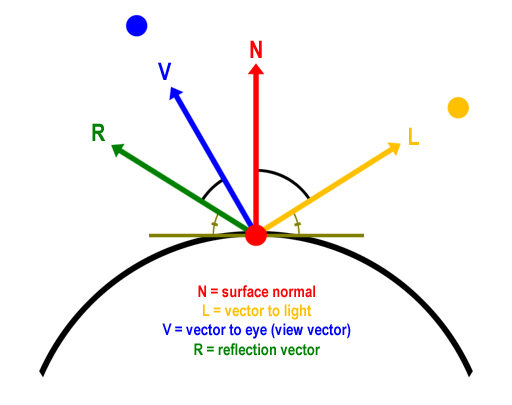 N
V
R
L
N = surface normal
L = vector to light
V = vector to eye (view vector)
R = reflection vector